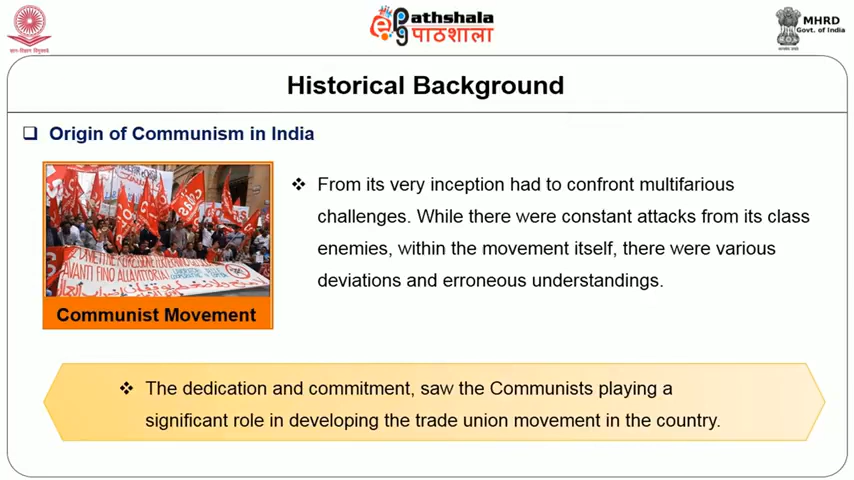 Pathshala
पाठशाला
MHRD
Govt. of India
Historical Background
Origin of Communism in India
From its very inception had to confront multifarious
challenges. While there were constant attacks from its class
enemies, within the movement itself, there were various
deviations and erroneous understandings.
AVANTI FINO ALLA VITTORIA
Communist Movement
The dedication and commitment, saw the Communists playing a
significant role in developing the trade union movement in the country.